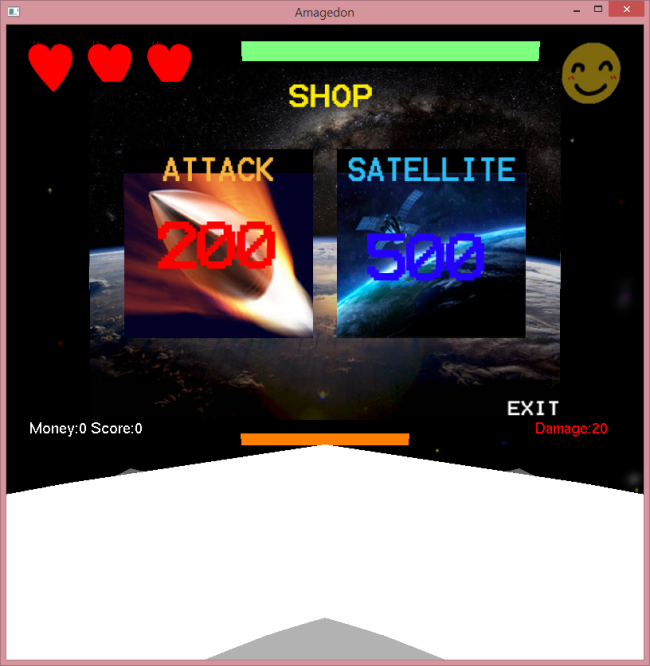 Amagedon
SHOP
ATTACK SATELLITE
200 500
EXIT
Money:0 Score:0 Damage:20